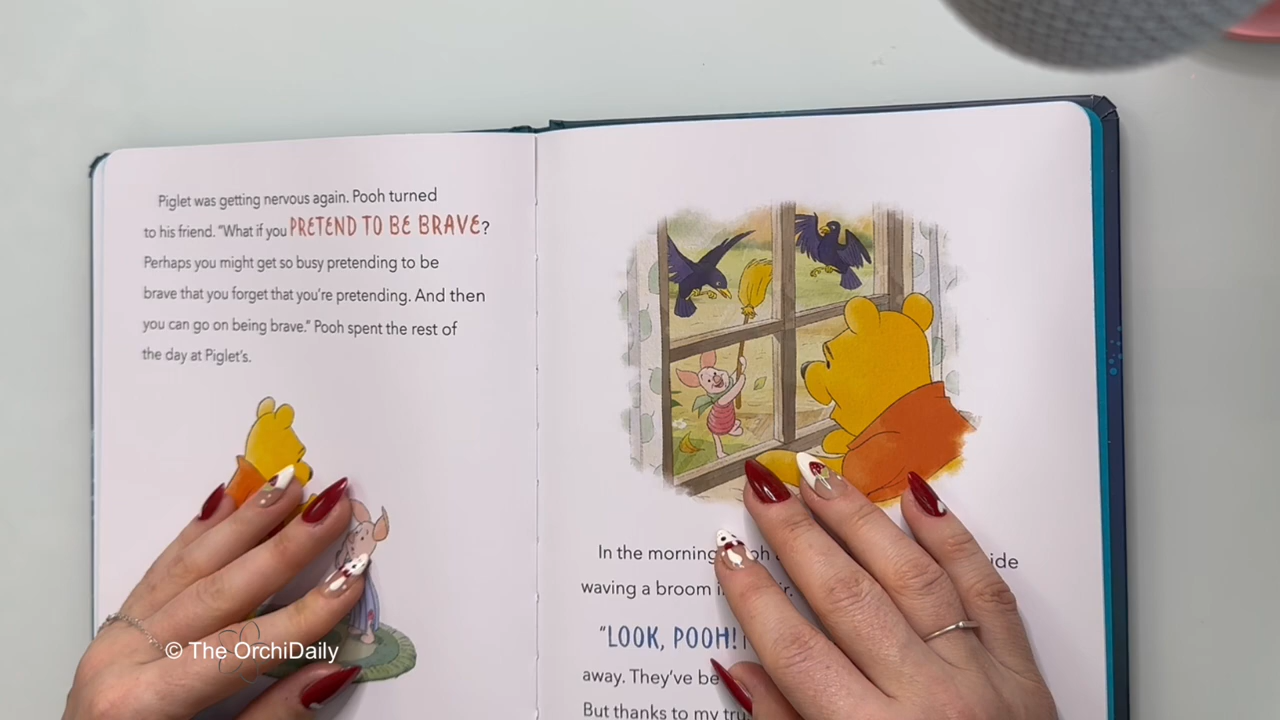 Piglet was getting nervous again. Pooh turned
to his friend. "What if you PRETEND TO BE BRAVE?
Perhaps you might get so busy pretending to be
brave that you forget that you're pretending. And then
you can go on being brave." Pooh spent the rest of
the day at Piglet's.
In the morning
waving a broom
"LOOK, POOH!
away. They've be
But thanks to my
© The OrchiDaily